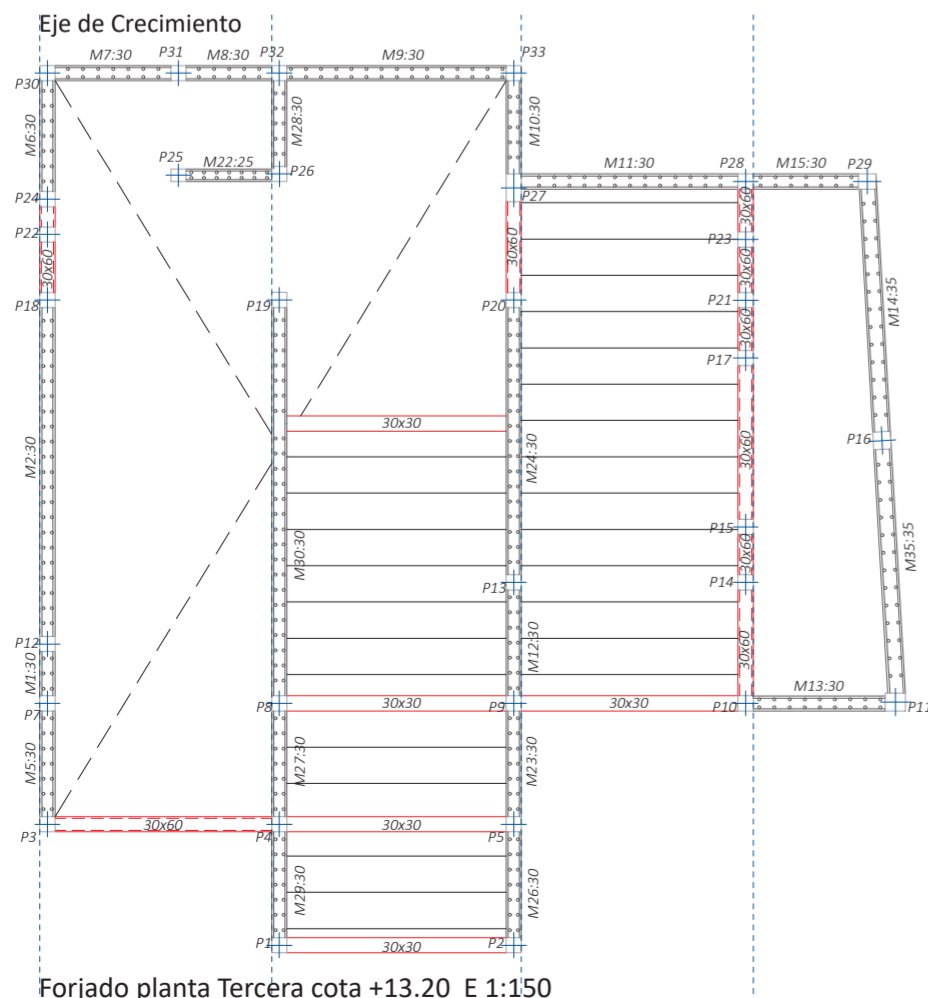 Eje de Crecimiento
M7:30
P31
M8:30
P32
M9:30
P33
P30
M6:30
M28:30
M10:30
P25
M22:25
P26
M11:30
P28
M15:30
P29
P24
P27
30x60
P22
P23
30x60
30x60
30x60
M14:35
P18
P19
P20
P21
30x60
P17
30x30
M2:30
M24:30
30x60
P16
M30:30
P15
M35:35
30x60
P13
P14
P12
M1:30
M12:30
30x60
M13:30
P7
P8
30x30
P9
30x30
P10
P11
M5:30
M27:30
M23:30
P3
30x60
P4
30x30
P5
M29:30
M26:30
P1
30x30
P2
Forjado planta Tercera cota +13.20 E 1:150